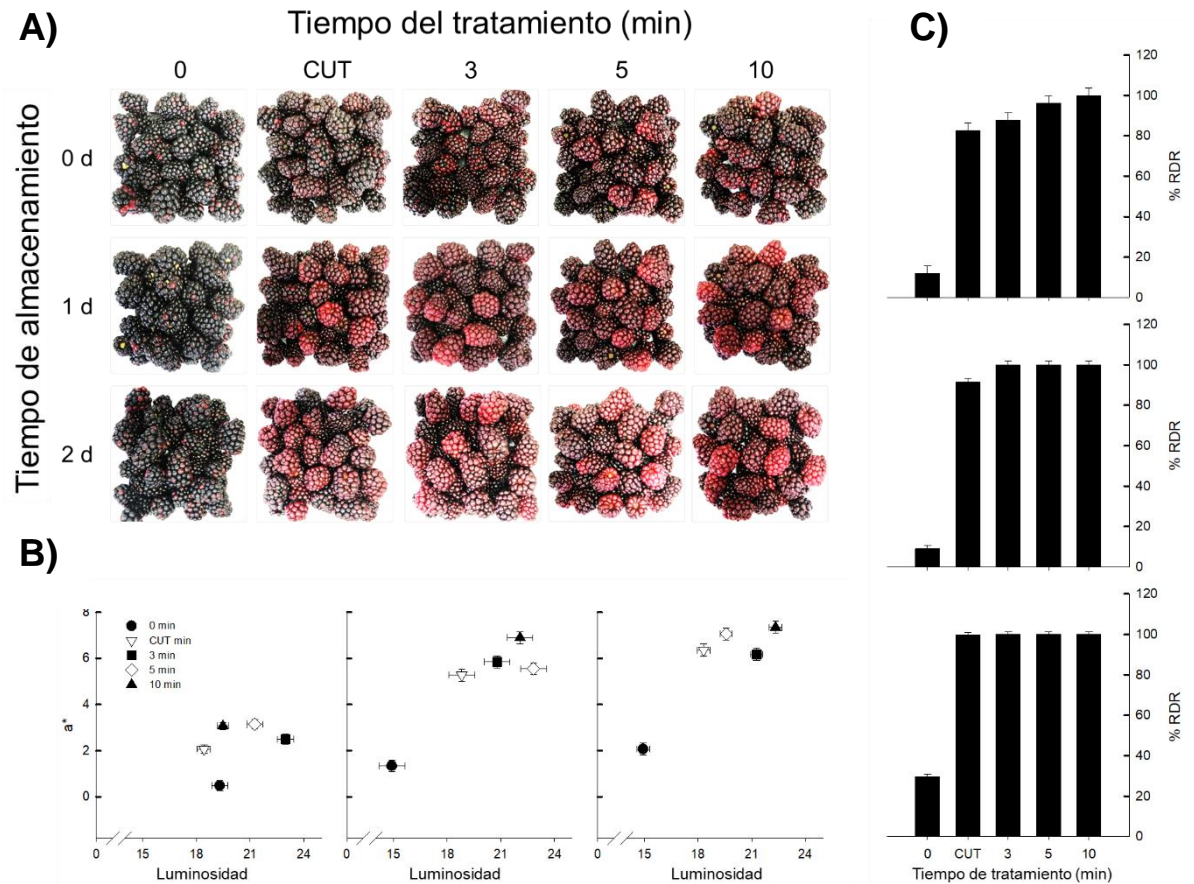 A)
Tiempo del tratamiento (min)
0 CUT 3 5 10
Tiempo de almacenamiento
0 d
1 d
2 d
B)
8
6
4
2
0
a*
0 min
CUT min
3 min
5 min
10 min
0 15 18 21 24
Luminosidad
0 15 18 21 24
Luminosidad
0 15 18 21 24
Luminosidad
C)
120
100
80
60
40
20
0
% RDR
120
100
80
60
40
20
0
% RDR
120
100
80
60
40
20
0
% RDR
0 CUT 3 5 10
Tiempo de tratamiento (min)